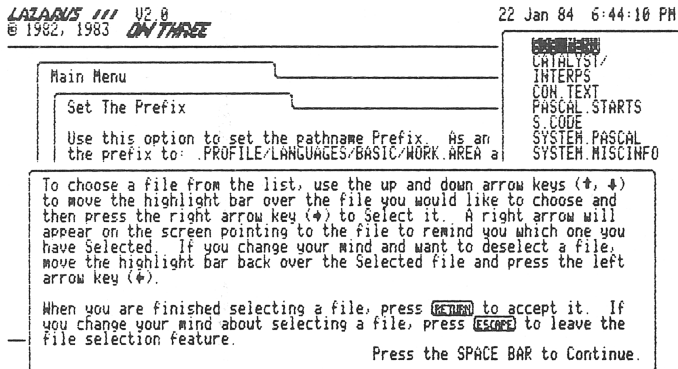 LAZARUS /// V2.0
22 Jan 84 6:44:10 PM
© 1982, 1983 ON THREE
CATALYST/
INTERPS
CON.TEXT
PASCAL.STARTS
S.CODE
SYSTEM.PASCAL
SYSTEM.MISCINFO
Main Menu
Set The Prefix
Use this option to set the pathname Prefix. As an
the prefix to: .PROFILE/LANGUAGES/BASIC/WORK.AREA a
To choose a file from the list, use the up and down arrow keys (↑, ↓)
to move the highlight bar over the file you would like to choose and
then press the right arrow key (→) to Select it. A right arrow will
appear on the screen pointing to the file to remind you which one you
have Selected. If you change your mind and want to deselect a file,
move the highlight bar back over the Selected file and press the left
arrow key (←).
When you are finished selecting a file, press RETURN to accept it. If
you change your mind about selecting a file, press ESCAPE to leave the
file selection feature.
Press the SPACE BAR to Continue.